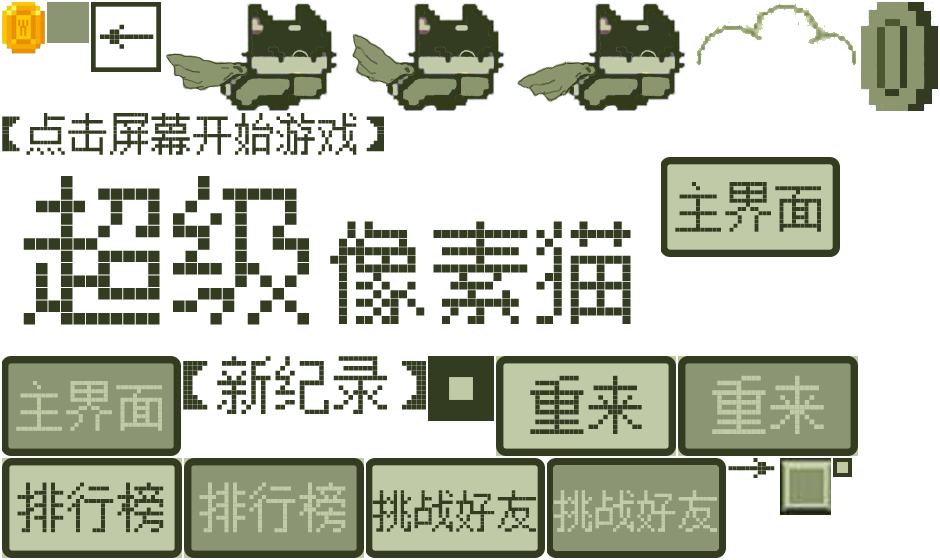 【点击屏幕开始游戏】
超级像素猫
主界面
主界面
【新纪录】
重来
重来
排行榜
排行榜
挑战好友
挑战好友